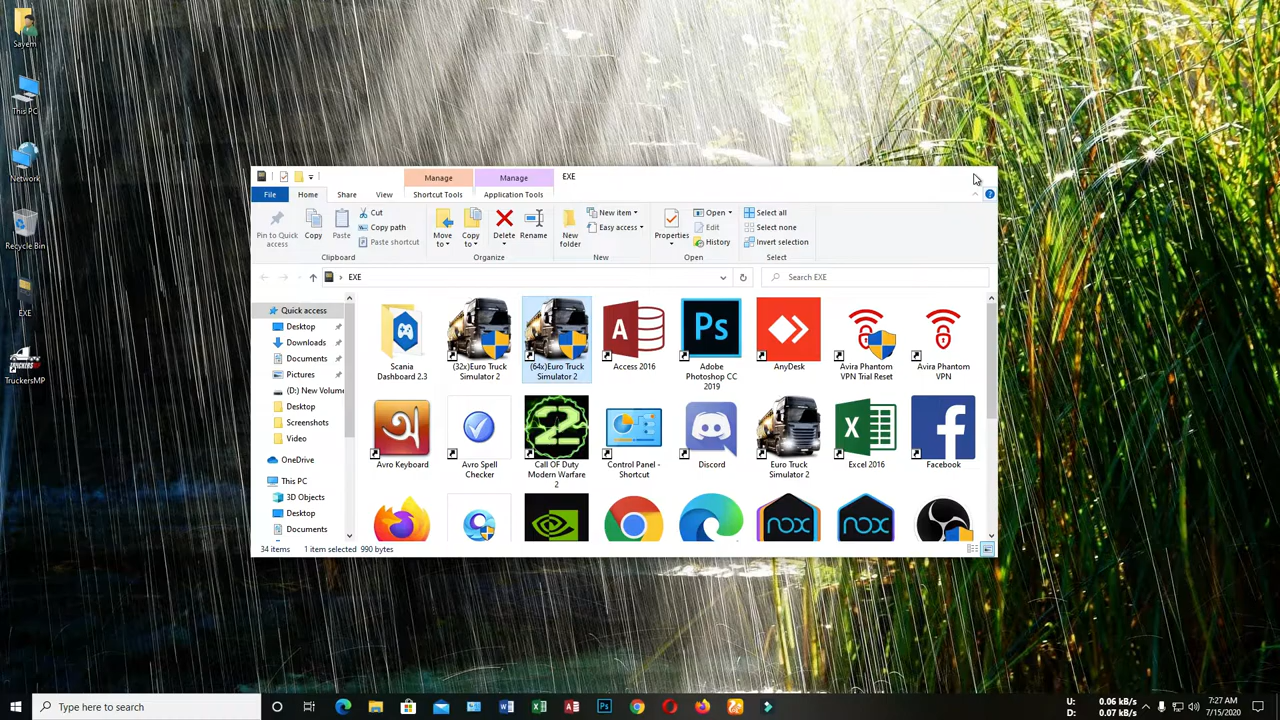 Sayem
This PC
Network
Recycle Bin
EXE
TruckersMP
Manage
Manage
EXE
File
Home
Share
View
Shortcut Tools
Application Tools
Pin to Quick access
Copy
Paste
Cut
Copy path
Paste shortcut
Clipboard
Move to
Copy to
Delete
Rename
Organize
New folder
New item
Easy access
New
Properties
Open
Edit
History
Open
Select all
Select none
Invert selection
Select
EXE
Search EXE
Quick access
Desktop
Downloads
Documents
Pictures
(D:) New Volume
Desktop
Screenshots
Video
OneDrive
This PC
3D Objects
Desktop
Documents
Scania Dashboard 2.3
(32x)Euro Truck Simulator 2
(64x)Euro Truck Simulator 2
Access 2016
Ps
Adobe Photoshop CC 2019
AnyDesk
Avira Phantom VPN Trial Reset
Avira Phantom VPN
অ
Avro Keyboard
Avro Spell Checker
2
Call OF Duty Modern Warfare 2
Control Panel - Shortcut
Discord
Euro Truck Simulator 2
Excel 2016
Facebook
nox
nox
34 items
1 item selected
990 bytes
Type here to search
U: 0.06 kB/s
D: 0.07 kB/s
7:27 AM
7/15/2020